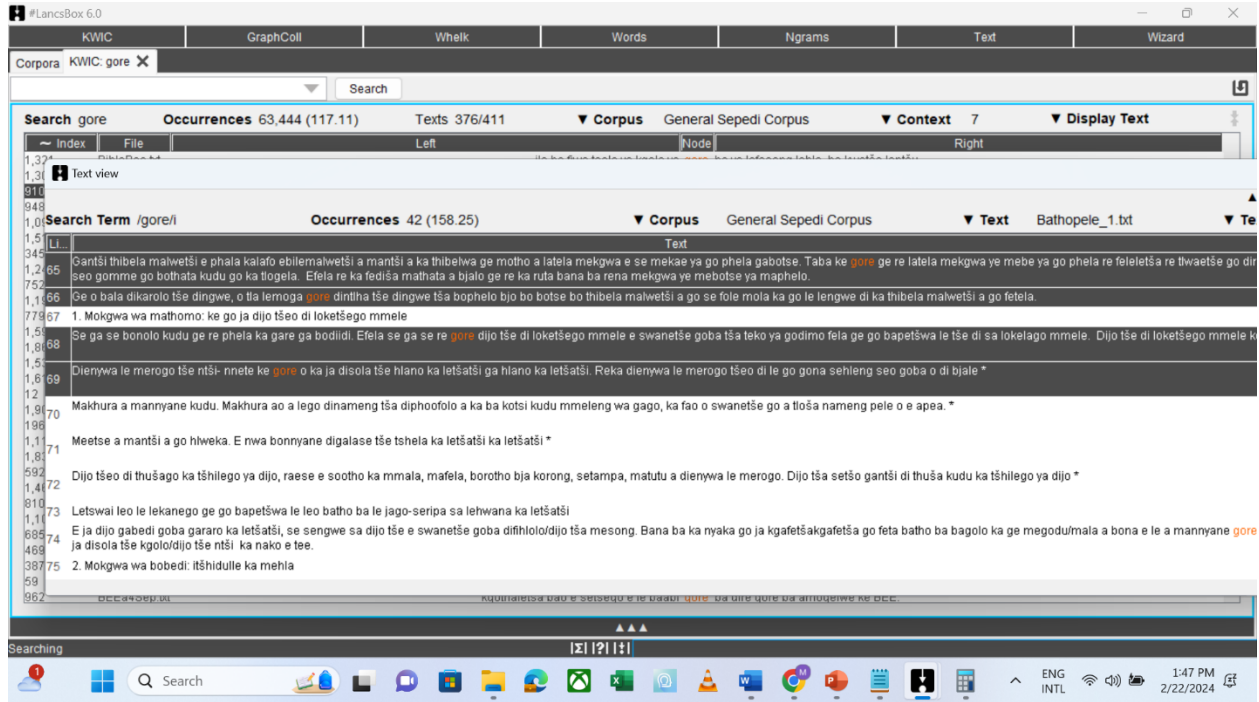 #LancsBox 6.0
KWIC GraphColl Whelk Words Ngrams Text Wizard
Corpora KWIC: gore
Search
Search gore Occurrences 63,444 (117.11) Texts 376/411 ▼ Corpus General Sepedi Corpus ▼ Context 7 ▼ Display Text
Index File Left Node Right
Text view
Search Term /gore/i Occurrences 42 (158.25) ▼ Corpus General Sepedi Corpus ▼ Text Bathopele_1.txt ▼ Te
Li... Text
65 Gantši thibela malwetši e phala kalafo ebilemalwetši a mantši a ka thibelwa ge motho a latela mekgwa e se mekae ya go phela gabotse. Taba ke gore ge re latela mekgwa ye mebe ya go phela re feleletša re tlwaetše go dir
seo gomme go bothata kudu go ka tlogela. Efela re ka fediša mathata a bjalo ge re ka ruta bana ba rena mekgwa ye mebotse ya maphelo.
66 Ge o bala dikarolo tše dingwe, o tla lemoga gore dintlha tše dingwe tša bophelo bjo bo botse bo thibela malwetši a go se fole mola ka go le lengwe di ka thibela malwetši a go fetela.
67 1. Mokgwa wa mathomo: ke go ja dijo tšeo di loketšego mmele
68 Se ga se bonolo kudu ge re phela ka gare ga bodiidi. Efela se ga se re gore dijo tše di loketšego mmele e swanetše goba tša teko ya godimo fela ge go bapetšwa le tše di sa lokelago mmele. Dijo tše di loketšego mmele k
69 Dienywa le merogo tše ntši- nnete ke gore o ka ja disola tše hlano ka letšatši ga hlano ka letšatši. Reka dienywa le merogo tšeo di le go gona sehleng seo goba o di bjale *
70 Makhura a mannyane kudu. Makhura ao a lego dinameng tša diphoofolo a ka ba kotsi kudu mmeleng wa gago, ka fao o swanetše go a tloša nameng pele o e apea. *
71 Meetse a mantši a go hlweka. E nwa bonnyane digalase tše tshela ka letšatši ka letšatši *
72 Dijo tšeo di thušago ka tšhilego ya dijo, raese e sootho ka mmala, mafela, borotho bja korong, setampa, matutu a dienywa le merogo. Dijo tša setšo gantši di thuša kudu ka tšhilego ya dijo *
73 Letswai leo le lekanego ge go bapetšwa le leo batho ba le jago-seripa sa lehwana ka letšatši
74 E ja dijo gabedi goba gararo ka letšatši, se sengwe sa dijo tše e swanetše goba difihlolo/dijo tša mesong. Bana ba ka nyaka go ja kgafetšakgafetša go feta batho ba bagolo ka ge megodu/mala a bona e le a mannyane gore
ja disola tše kgolo/dijo tše ntši ka nako e tee.
75 2. Mokgwa wa bobedi: itšhidulle ka mehla
962
Searching
Search
ENG
INTL
1:47 PM
2/22/2024